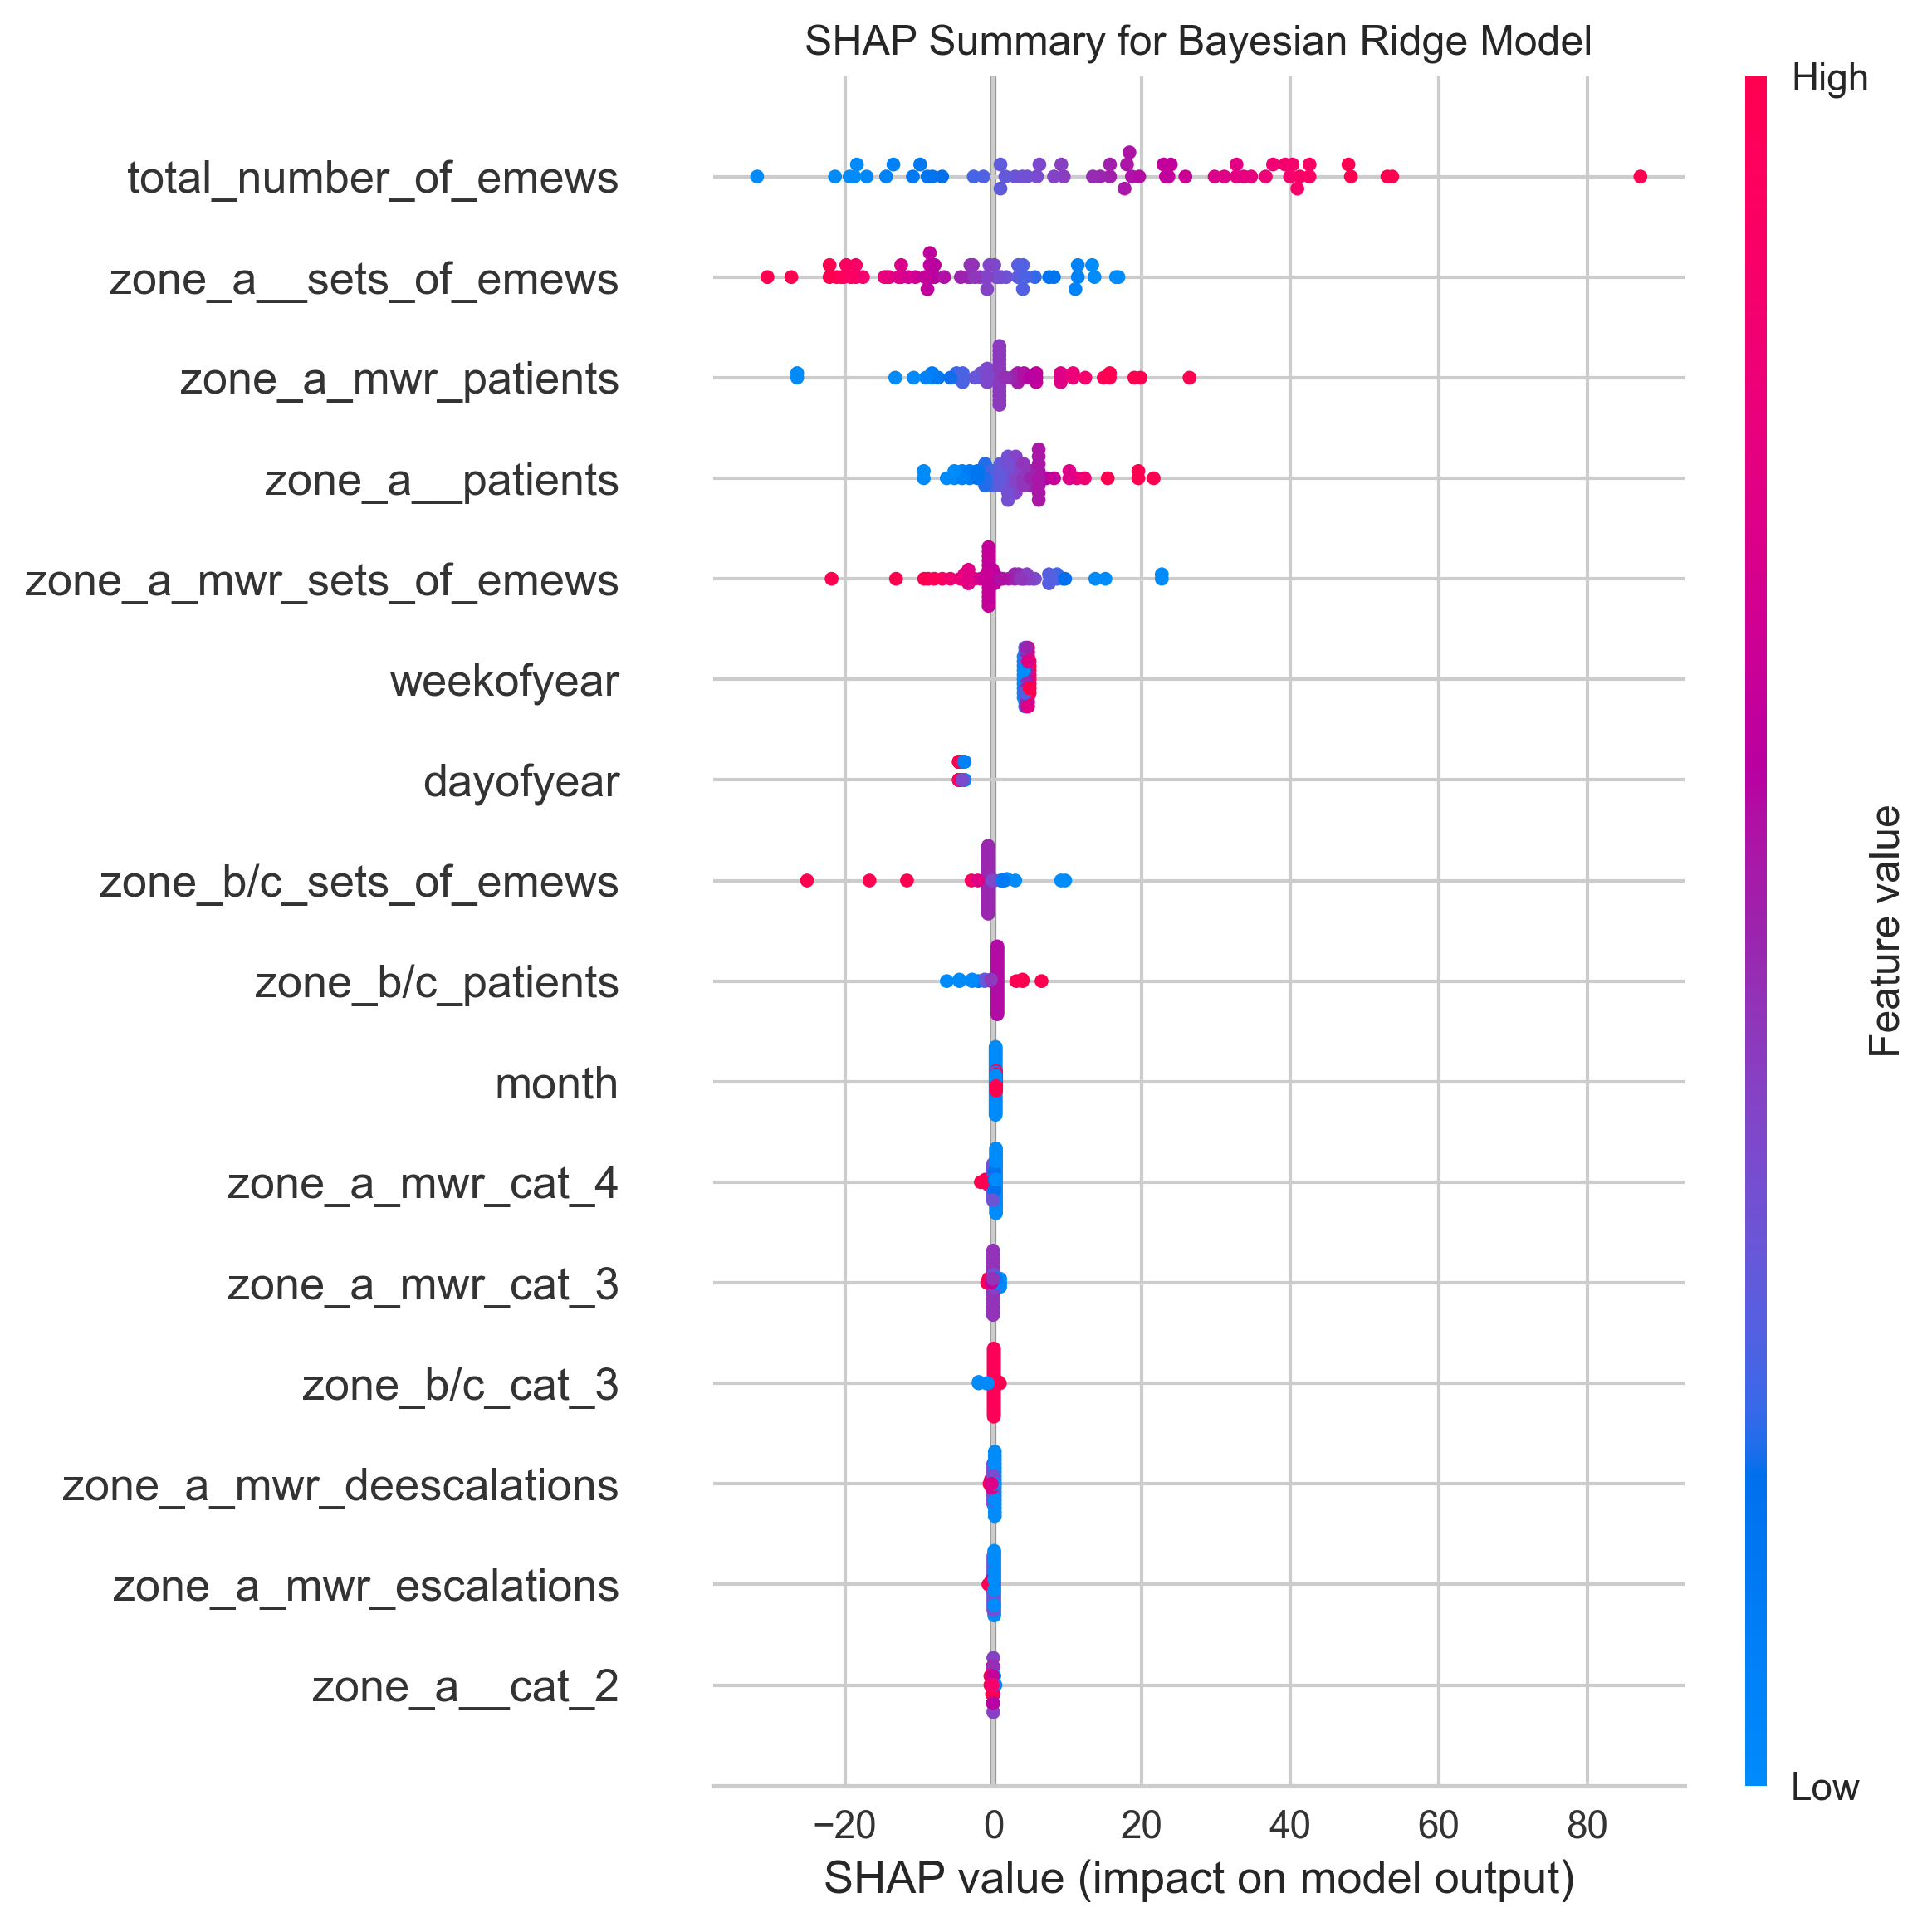 SHAP Summary for Bayesian Ridge Model
High
total_number_of_emews
zone_a__sets_of_emews
zone_a_mwr_patients
zone_a__patients
zone_a_mwr_sets_of_emews
weekofyear
dayofyear
zone_b/c_sets_of_emews
zone_b/c_patients
month
zone_a_mwr_cat_4
zone_a_mwr_cat_3
zone_b/c_cat_3
zone_a_mwr_deescalations
zone_a_mwr_escalations
zone_a__cat_2
Feature value
Low
−20 0 20 40 60 80
SHAP value (impact on model output)